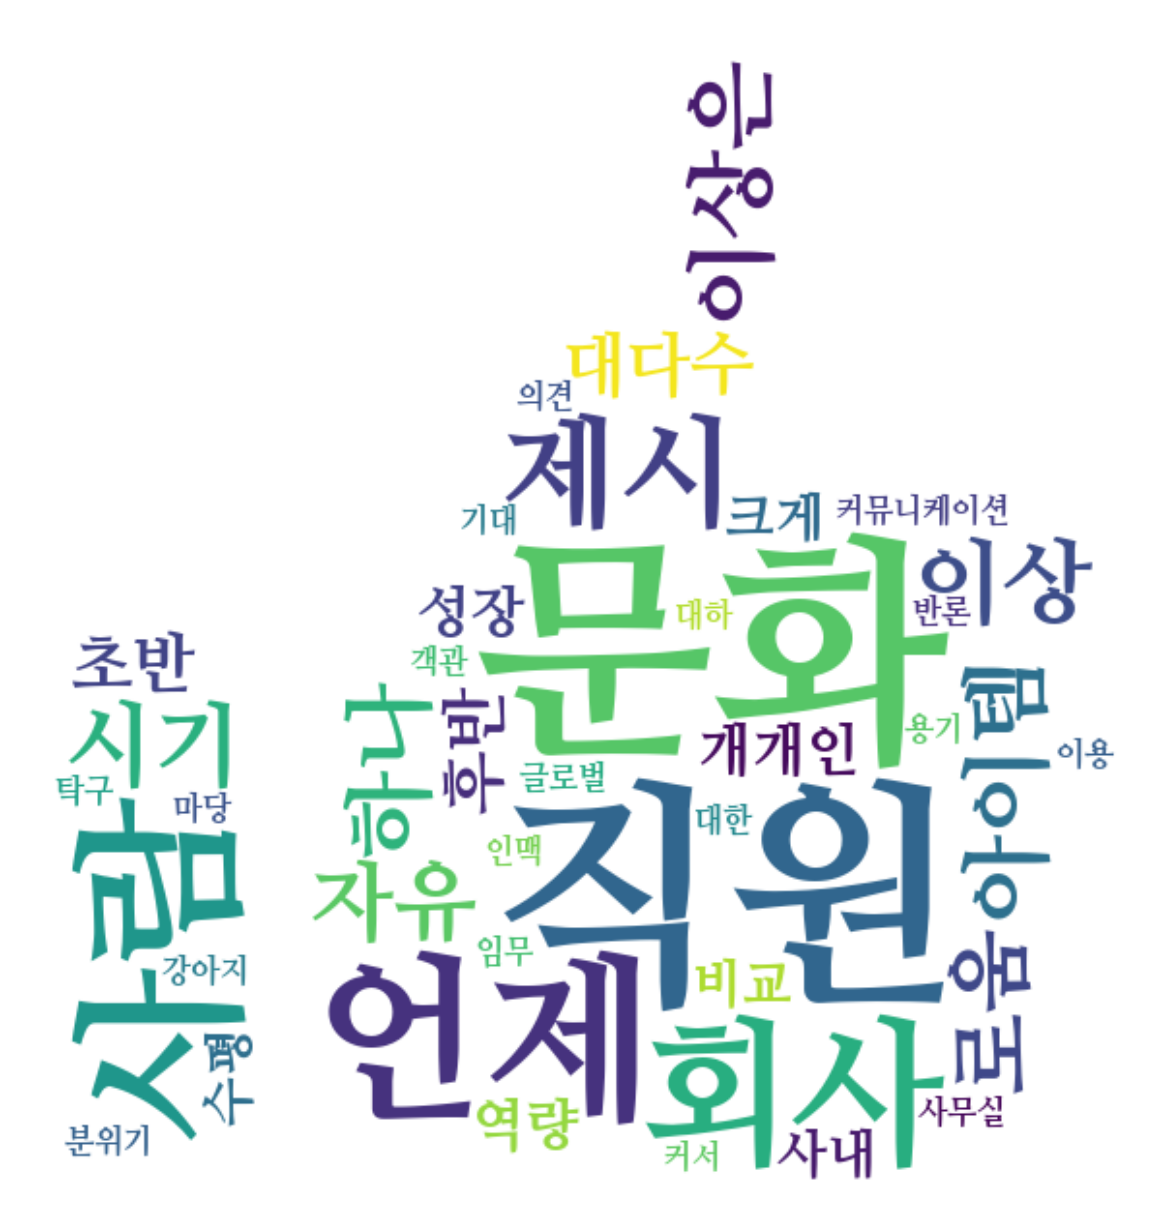 이상은
대다수
의견
제시
기대
크게
커뮤니케이션
문화
이상
성장
대하
반론
초반
객관
시기
하나
후반
개개인
용기
아이템
이용
탁구
마당
글로벌
직원
대한
사람
인맥
자유
임무
강아지
언제
비교
도움
수평
회사
역량
사무실
분위기
커서
사내